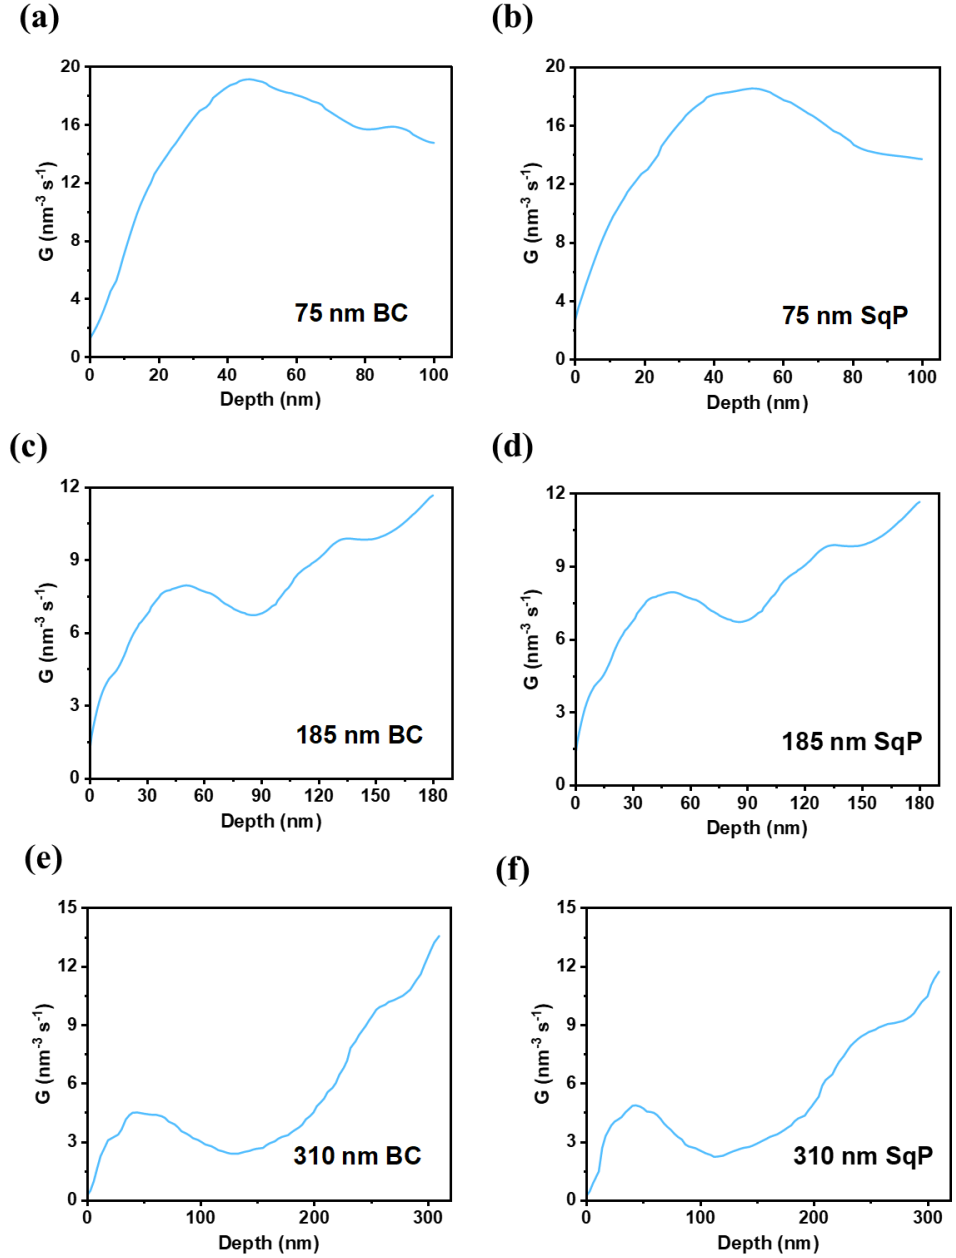 (a)
20
16
12
8
4
0
G (nm-3 s-1)
75 nm BC
0 20 40 60 80 100
Depth (nm)
(b)
20
16
12
8
4
0
G (nm-3 s-1)
75 nm SqP
0 20 40 60 80 100
Depth (nm)
(c)
12
9
6
3
0
G (nm-3 s-1)
185 nm BC
0 30 60 90 120 150 180
Depth (nm)
(d)
12
9
6
3
0
G (nm-3 s-1)
185 nm SqP
0 30 60 90 120 150 180
Depth (nm)
(e)
15
12
9
6
3
0
G (nm-3 s-1)
310 nm BC
0 100 200 300
Depth (nm)
(f)
15
12
9
6
3
0
G (nm-3 s-1)
310 nm SqP
0 100 200 300
Depth (nm)